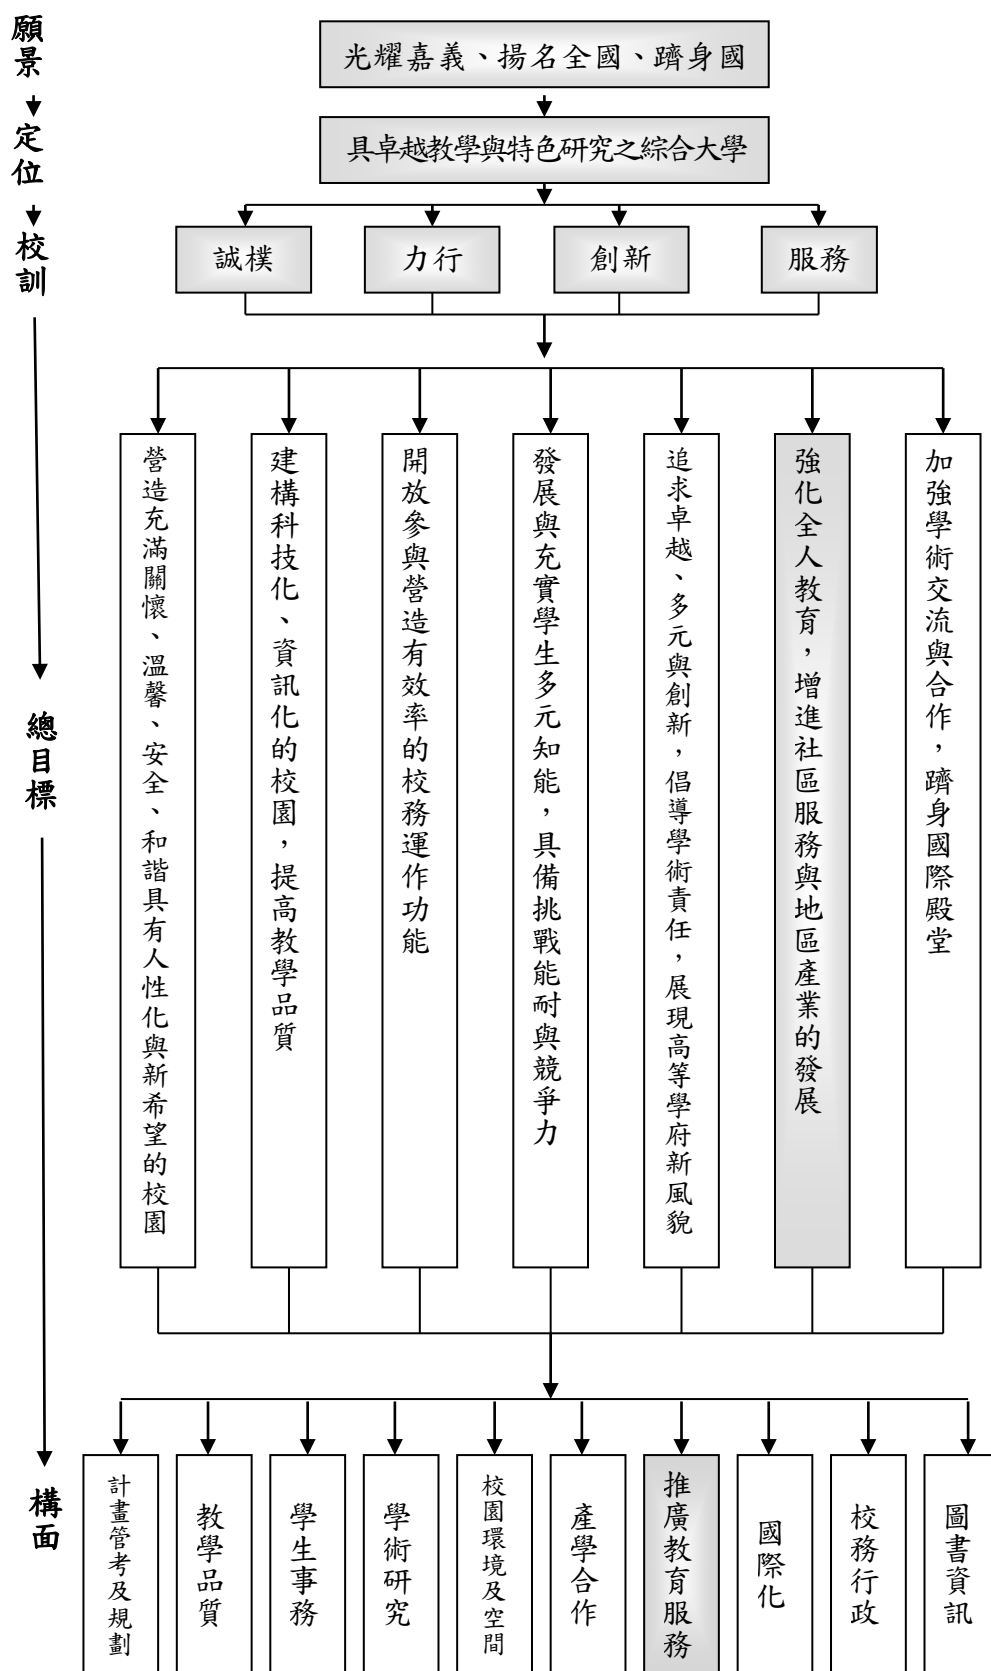 願景
定位
校訓
總目標
構面
光耀嘉義、揚名全國、躋身國
具卓越教學與特色研究之綜合大學
誠樸
力行
創新
服務
營造充滿關懷、溫馨、安全、和諧具有人性化與新希望的校園
建構科技化、資訊化的校園，提高教學品質
開放參與營造有效率的校務運作功能
發展與充實學生多元知能，具備挑戰能耐與競爭力
追求卓越、多元與創新，倡導學術責任，展現高等學府新風貌
強化全人教育，增進社區服務與地區產業的發展
加強學術交流與合作，躋身國際殿堂
計畫管考及規劃
教學品質
學生事務
學術研究
校園環境及空間
產學合作
推廣教育服務
國際化
校務行政
圖書資訊